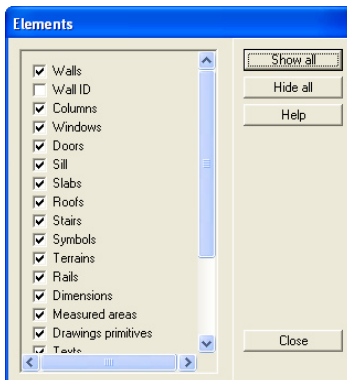 Elements
Walls
Wall ID
Columns
Windows
Doors
Sill
Slabs
Roofs
Stairs
Symbols
Terrains
Rails
Dimensions
Measured areas
Drawings primitives
Texts
Show all
Hide all
Help
Close